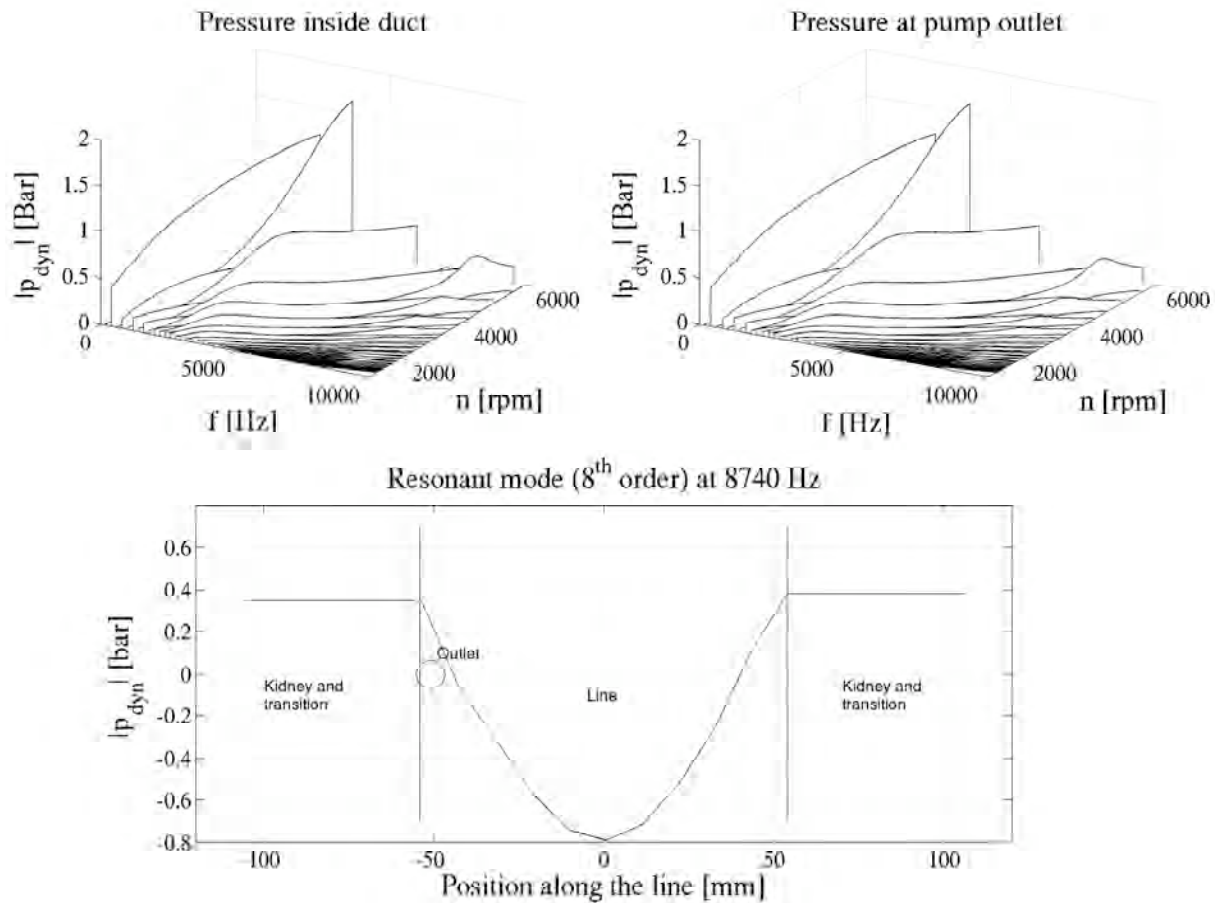 Pressure inside duct
|p_dyn| [Bar]
2
1.5
1
0.5
0
0
5000
10000
f [Hz]
2000
4000
6000
n [rpm]
Pressure at pump outlet
|p_dyn| [Bar]
2
1.5
1
0.5
0
0
5000
10000
f [Hz]
2000
4000
6000
n [rpm]
Resonant mode (8th order) at 8740 Hz
|p_dyn| [bar]
0.6
0.4
0.2
0
-0.2
-0.4
-0.6
-0.8
Outlet
Kidney and
transition
Line
Kidney and
transition
-100
-50
0
50
100
Position along the line [mm]